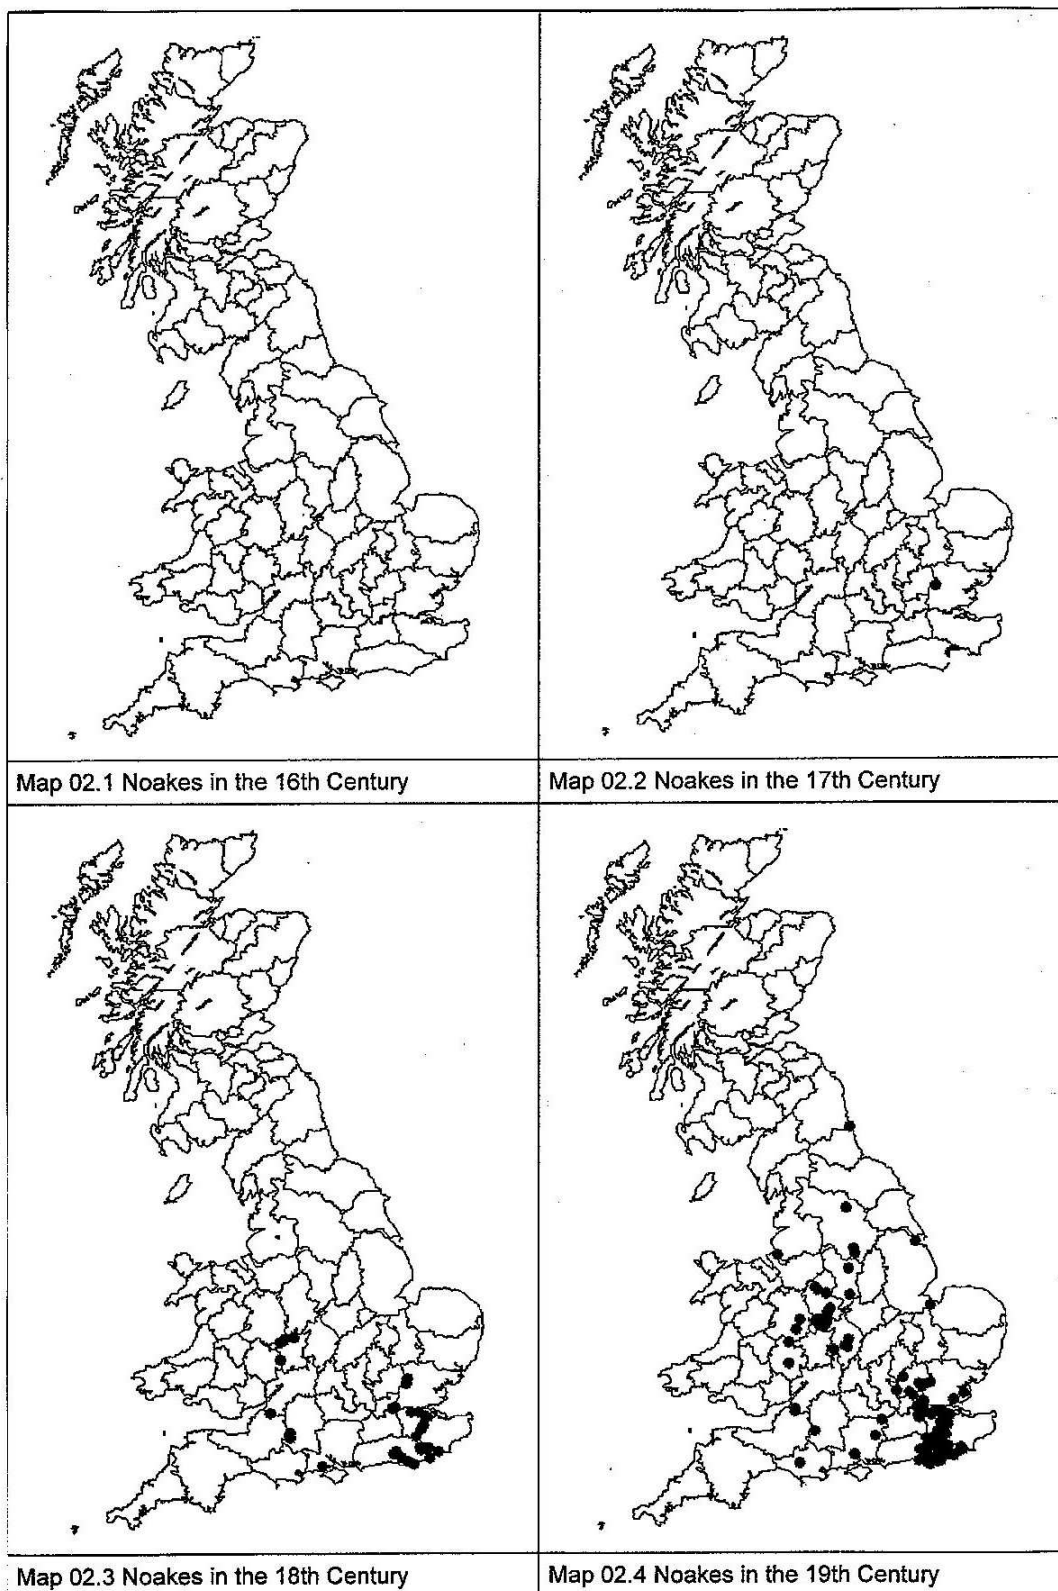 Map 02.1 Noakes in the 16th Century
Map 02.2 Noakes in the 17th Century
Map 02.3 Noakes in the 18th Century
Map 02.4 Noakes in the 19th Century